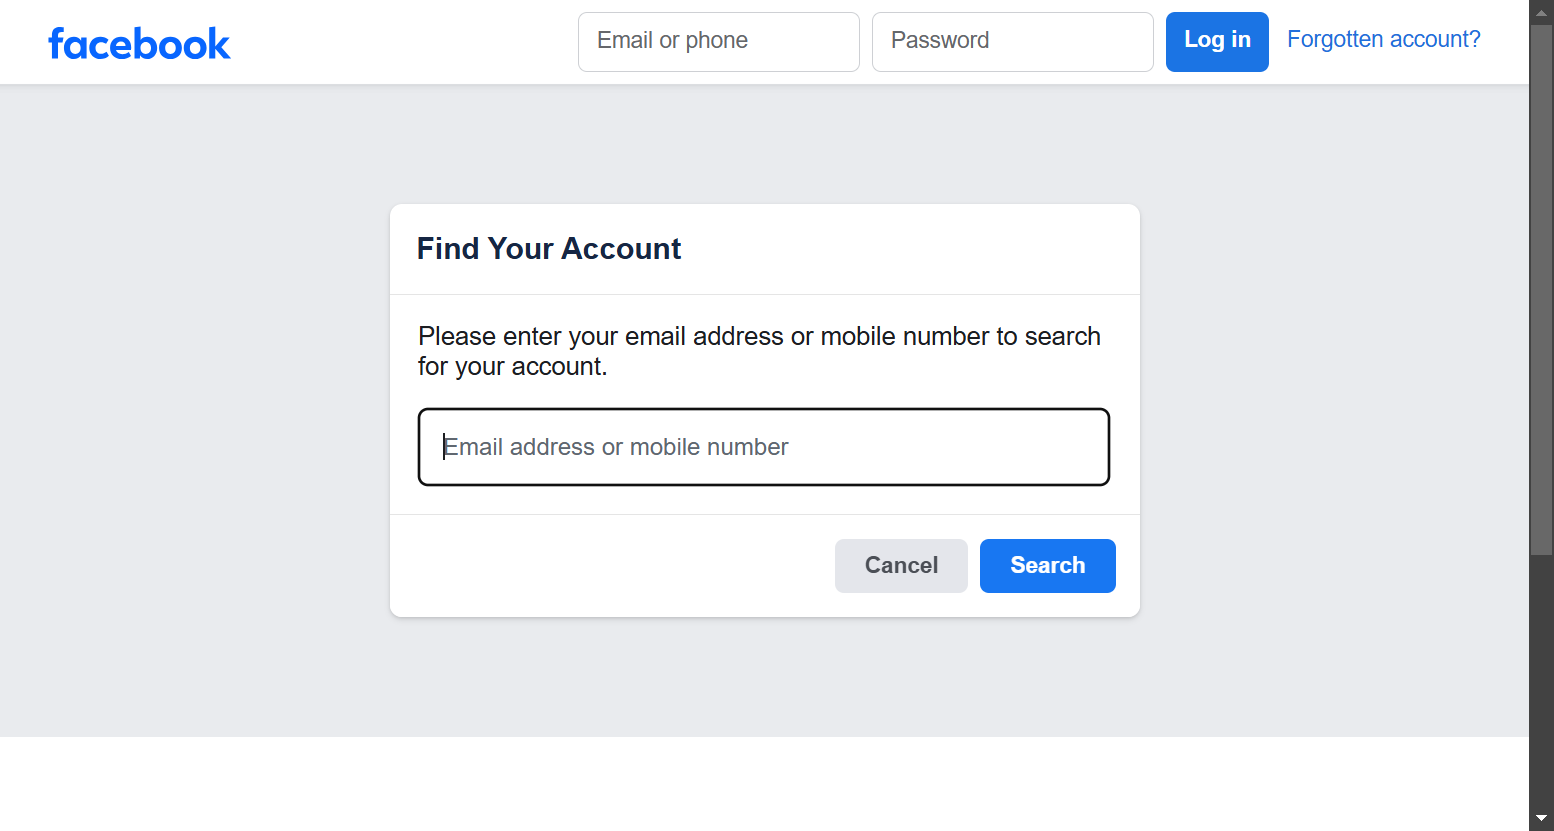 facebook
Email or phone
Password
Log in
Forgotten account?
Find Your Account
Please enter your email address or mobile number to search
for your account.
Email address or mobile number
Cancel
Search